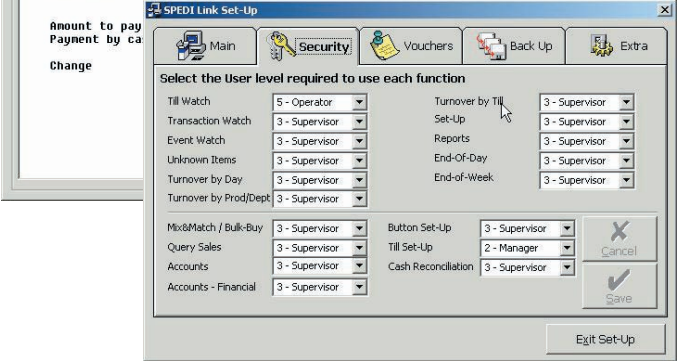 Amount to pay
Payment by ca
Change
SPEDI Link Set-Up
Main Security Vouchers Back Up Extra
Select the User level required to use each function
Till Watch 5 - Operator Turnover by Till 3 - Supervisor
Transaction Watch 3 - Supervisor Set-Up 3 - Supervisor
Event Watch 3 - Supervisor Reports 3 - Supervisor
Unknown Items 3 - Supervisor End-Of-Day 3 - Supervisor
Turnover by Day 3 - Supervisor End-of-Week 3 - Supervisor
Turnover by Prod/Dept 3 - Supervisor
Mix&Match / Bulk-Buy 3 - Supervisor Button Set-Up 3 - Supervisor
Query Sales 3 - Supervisor Till Set-Up 2 - Manager
Accounts 3 - Supervisor Cash Reconciliation 3 - Supervisor
Accounts - Financial 3 - Supervisor
Cancel
Save
Exit Set-Up